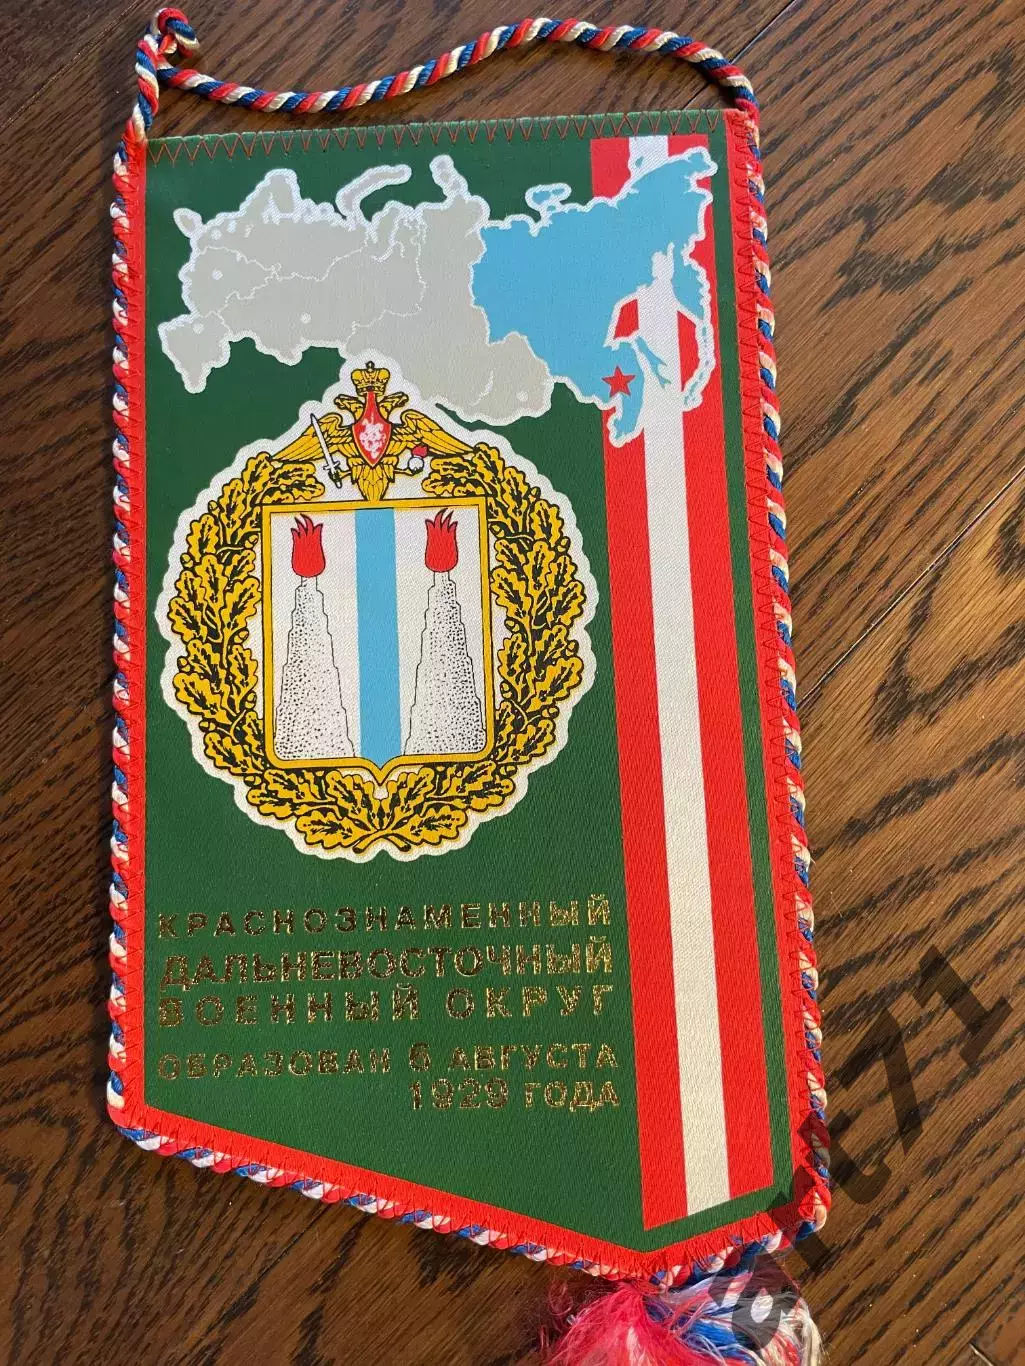 КРАСНОЗНАМЕННЫЙ
ДАЛЬНЕВОСТОЧНЫЙ
ВОЕННЫЙ ОКРУГ
ОБРАЗОВАН 6 АВГУСТА
1929 ГОДА